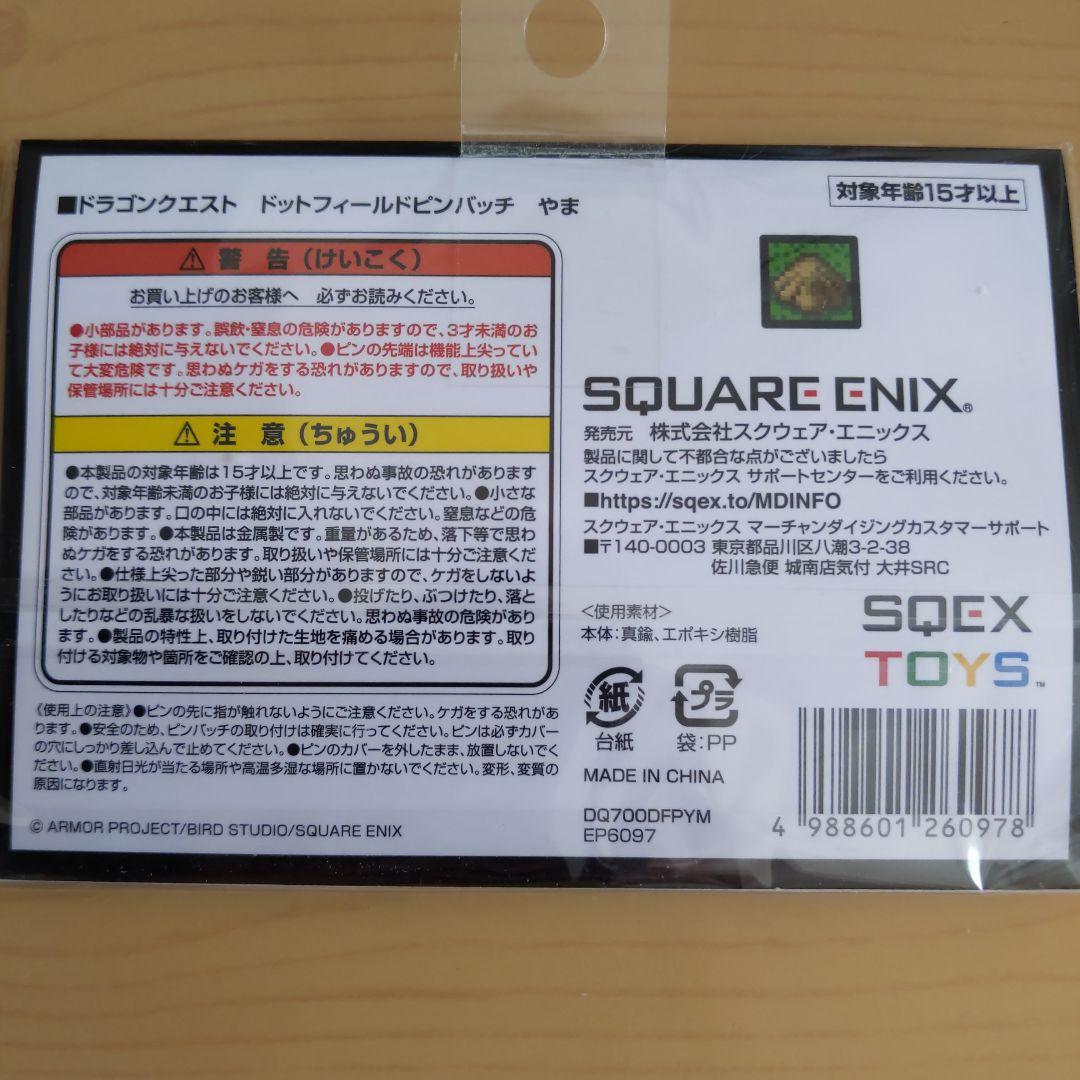 ■ドラゴンクエスト　ドットフィールドピンバッチ　やま
対象年齢15才以上
⚠ 警　告（けいこく）
お買い上げのお客様へ　必ずお読みください。
●小部品があります。誤飲・窒息の危険がありますので、3才未満のお
子様には絶対に与えないでください。●ピンの先端は機能上尖ってい
て大変危険です。思わぬケガをする恐れがありますので、取り扱いや
保管場所には十分ご注意ください。
⚠ 注　意（ちゅうい）
●本製品の対象年齢は15才以上です。思わぬ事故の恐れがあります
ので、対象年齢未満のお子様には絶対に与えないでください。●小さな
部品があります。口の中には絶対に入れないでください。窒息などの危険
があります。●本製品は金属製です。重量があるため、落下等で思わ
ぬケガをする恐れがあります。取り扱いや保管場所には十分ご注意くだ
さい。●仕様上尖った部分や鋭い部分がありますので、ケガをしないよ
うにお取り扱いには十分ご注意ください。●投げたり、ぶつけたり、落と
したりなどの乱暴な扱いをしないでください。思わぬ事故の危険がありま
す。●製品の特性上、取り付けた生地を痛める場合があります。取り
付ける対象物や箇所をご確認の上、取り付けてください。
《使用上の注意》●ピンの先に指が触れないようにご注意ください。ケガをする恐れがあ
ります。●安全のため、ピンバッチの取り付けは確実に行ってください。ピンは必ずカバー
の穴にしっかり差し込んで止めてください。●ピンのカバーを外したまま、放置しないでく
ださい。●直射日光が当たる場所や高温多湿な場所に置かないでください。変形、変質の
原因になります。
© ARMOR PROJECT/BIRD STUDIO/SQUARE ENIX
SQUARE ENIX®
発売元　株式会社スクウェア・エニックス
製品に関して不都合な点がございましたら
スクウェア・エニックス サポートセンターをご利用ください。
■https://sqex.to/MDINFO
スクウェア・エニックス マーチャンダイジングカスタマーサポート
■〒140-0003 東京都品川区八潮3-2-38
佐川急便 城南店気付 大井SRC
<使用素材>
本体：真鍮、エポキシ樹脂
SQEX
TOYS™
紙
台紙
プラ
袋：PP
MADE IN CHINA
DQ700DFPYM
EP6097
4 988601 260978